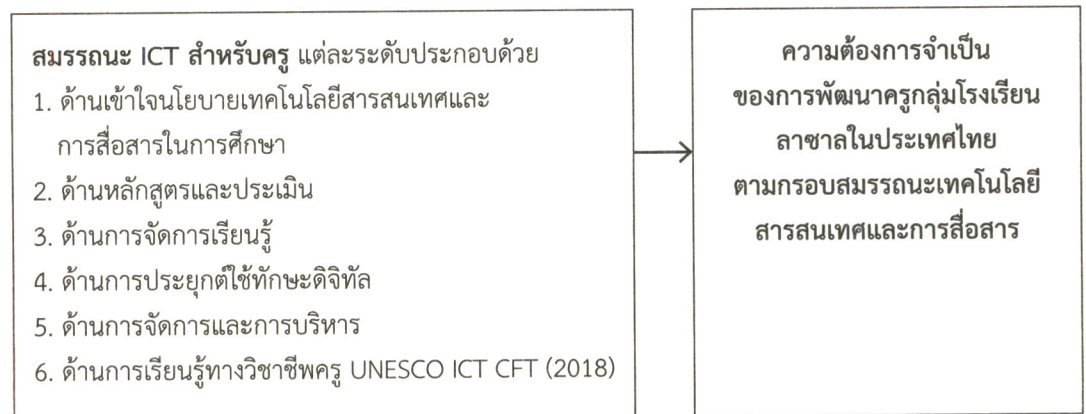 สมรรถนะ ICT สำหรับครู แต่ละระดับประกอบด้วย
1. ด้านเข้าใจนโยบายเทคโนโลยีสารสนเทศและ
การสื่อสารในการศึกษา
2. ด้านหลักสูตรและประเมิน
3. ด้านการจัดการเรียนรู้
4. ด้านการประยุกต์ใช้ทักษะดิจิทัล
5. ด้านการจัดการและการบริหาร
6. ด้านการเรียนรู้ทางวิชาชีพครู UNESCO ICT CFT (2018)
ความต้องการจำเป็น
ของการพัฒนาครูกลุ่มโรงเรียน
ลาซาลในประเทศไทย
ตามกรอบสมรรถนะเทคโนโลยี
สารสนเทศและการสื่อสาร